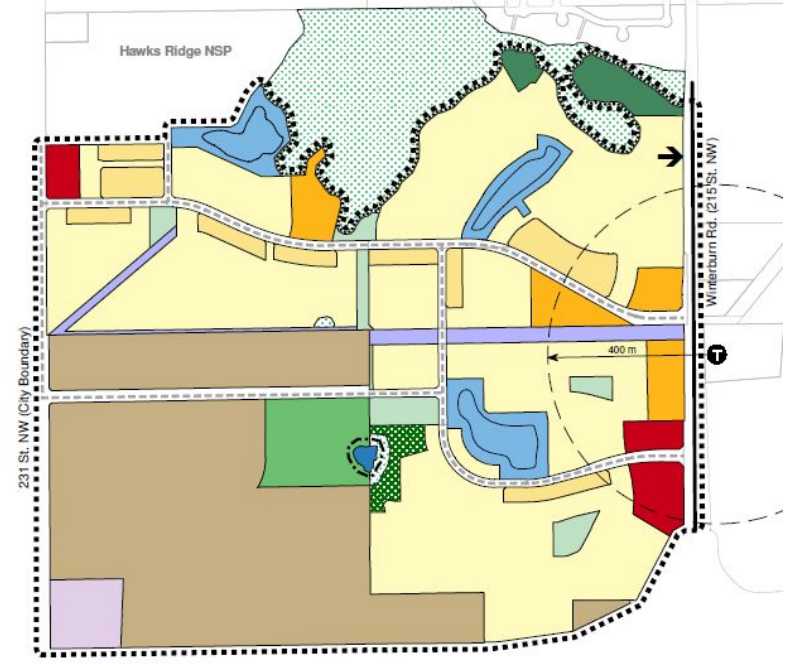 Hawks Ridge NSP
Winterburn Rd. (215 St. NW)
231 St. NW (City Boundary)
400 m
T